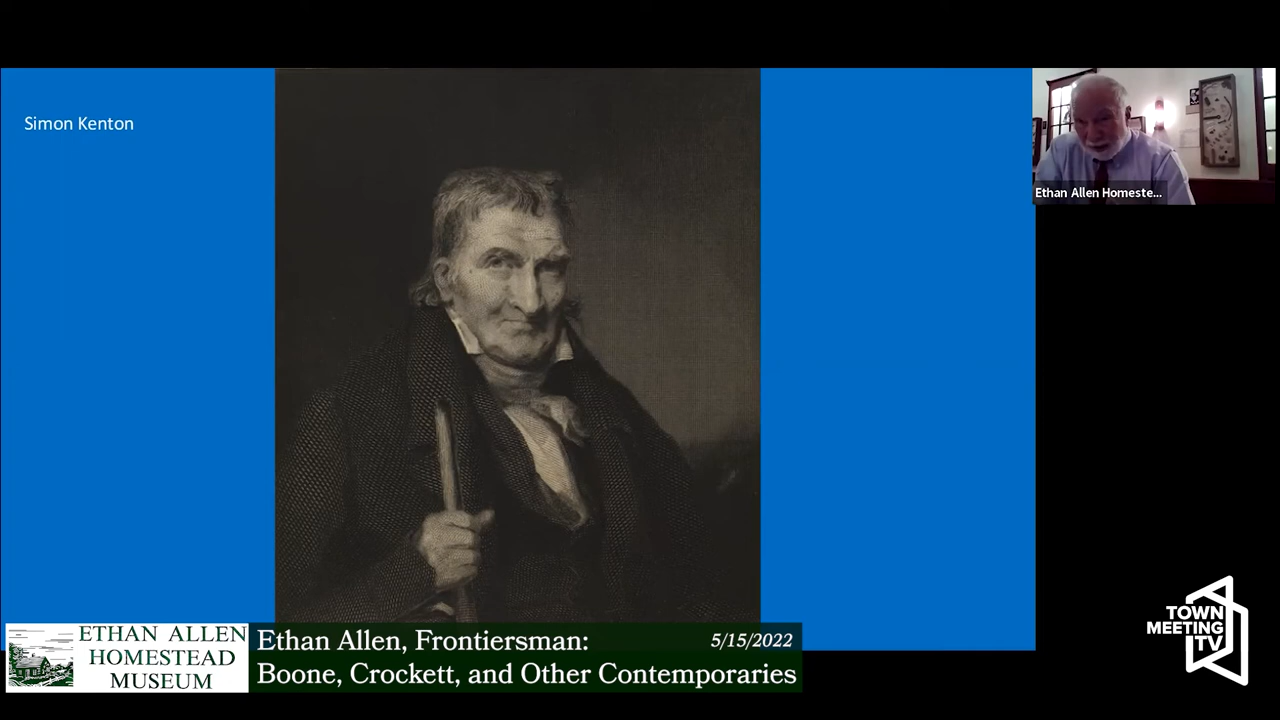 Simon Kenton
Ethan Allen Homeste...
ETHAN ALLEN
HOMESTEAD
MUSEUM
Ethan Allen, Frontiersman:
5/15/2022
Boone, Crockett, and Other Contemporaries
TOWN
MEETING
TV